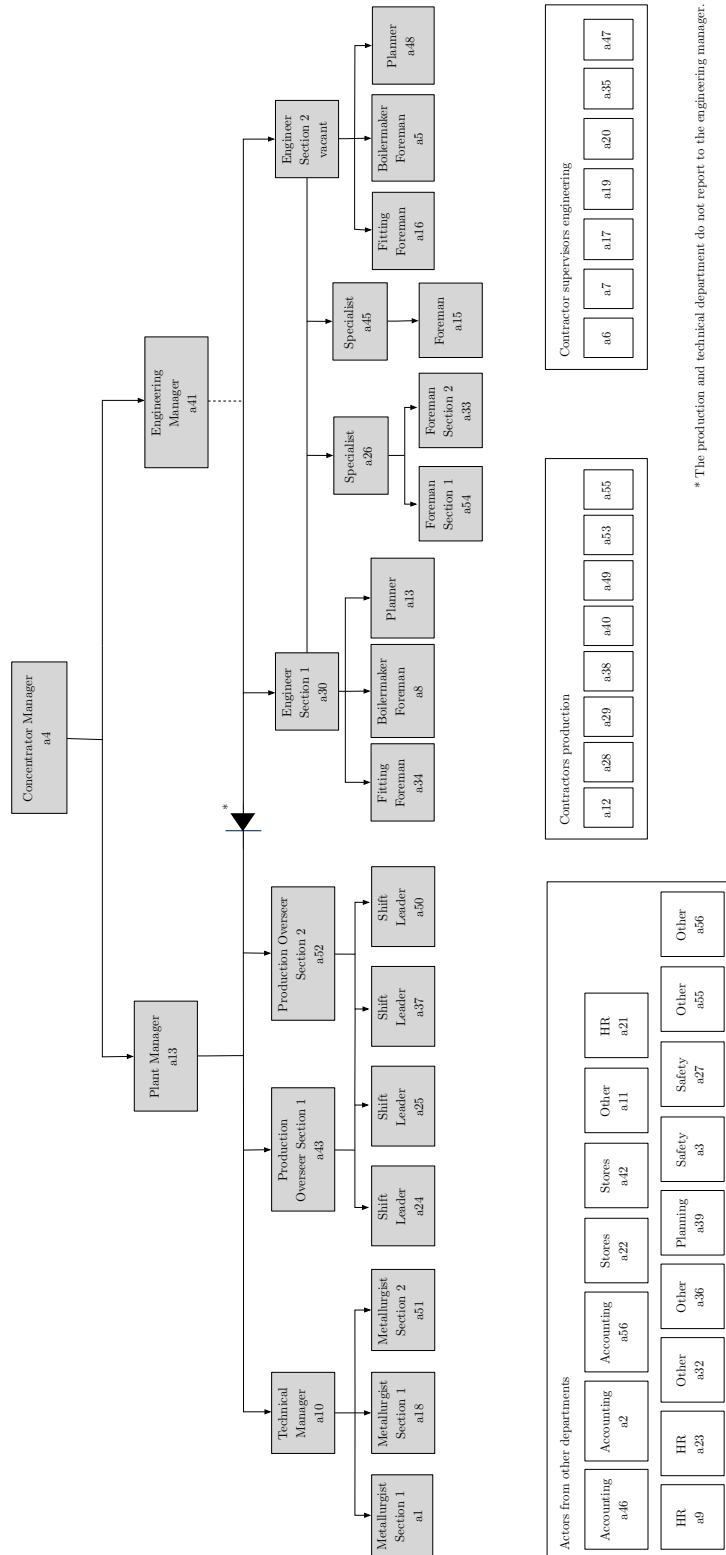 Concentrator Manager
a4
Plant Manager
a13
Engineering
Manager
a41
*
Technical
Manager
a10
Production
Overseer Section 1
a43
Production Overseer
Section 2
a52
Engineer
Section 1
a30
Engineer
Section 2
vacant
Specialist
a26
Specialist
a45
Metallurgist
Section 1
a1
Metallurgist
Section 1
a18
Metallurgist
Section 2
a51
Shift
Leader
a24
Shift
Leader
a25
Shift
Leader
a37
Shift
Leader
a50
Fitting
Foreman
a34
Boilermaker
Foreman
a8
Planner
a13
Foreman
Section 1
a54
Foreman
Section 2
a33
Foreman
a15
Fitting
Foreman
a16
Boilermaker
Foreman
a5
Planner
a48
Actors from other departments
Accounting
a46
Accounting
a2
Accounting
a56
Stores
a22
Stores
a42
Other
a11
HR
a21
HR
a9
HR
a23
Other
a32
Other
a36
Planning
a39
Safety
a3
Safety
a27
Other
a55
Other
a56
Contractors production
a12
a28
a29
a38
a40
a49
a53
a55
Contractor supervisors engineering
a6
a7
a17
a19
a20
a35
a47
* The production and technical department do not report to the engineering manager.